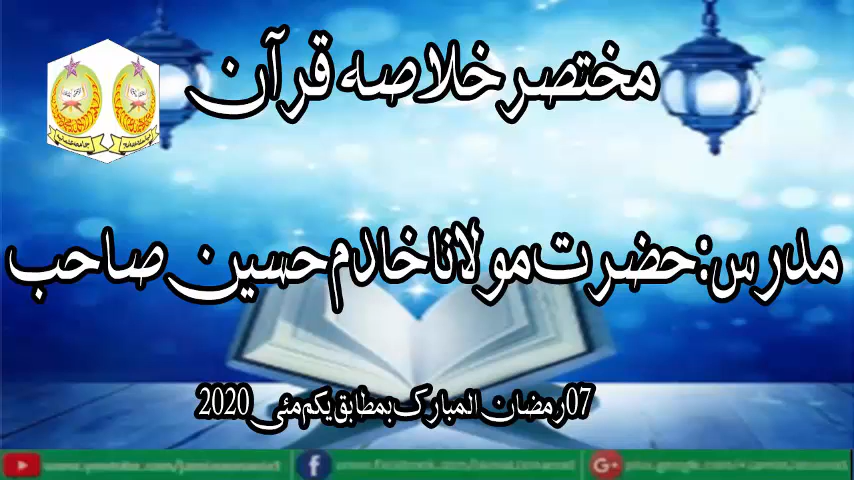 مختصر خلاصہ قرآن
مدرس: حضرت مولانا خادم حسین صاحب
07 رمضان المبارک بمطابق یکم مئی 2020